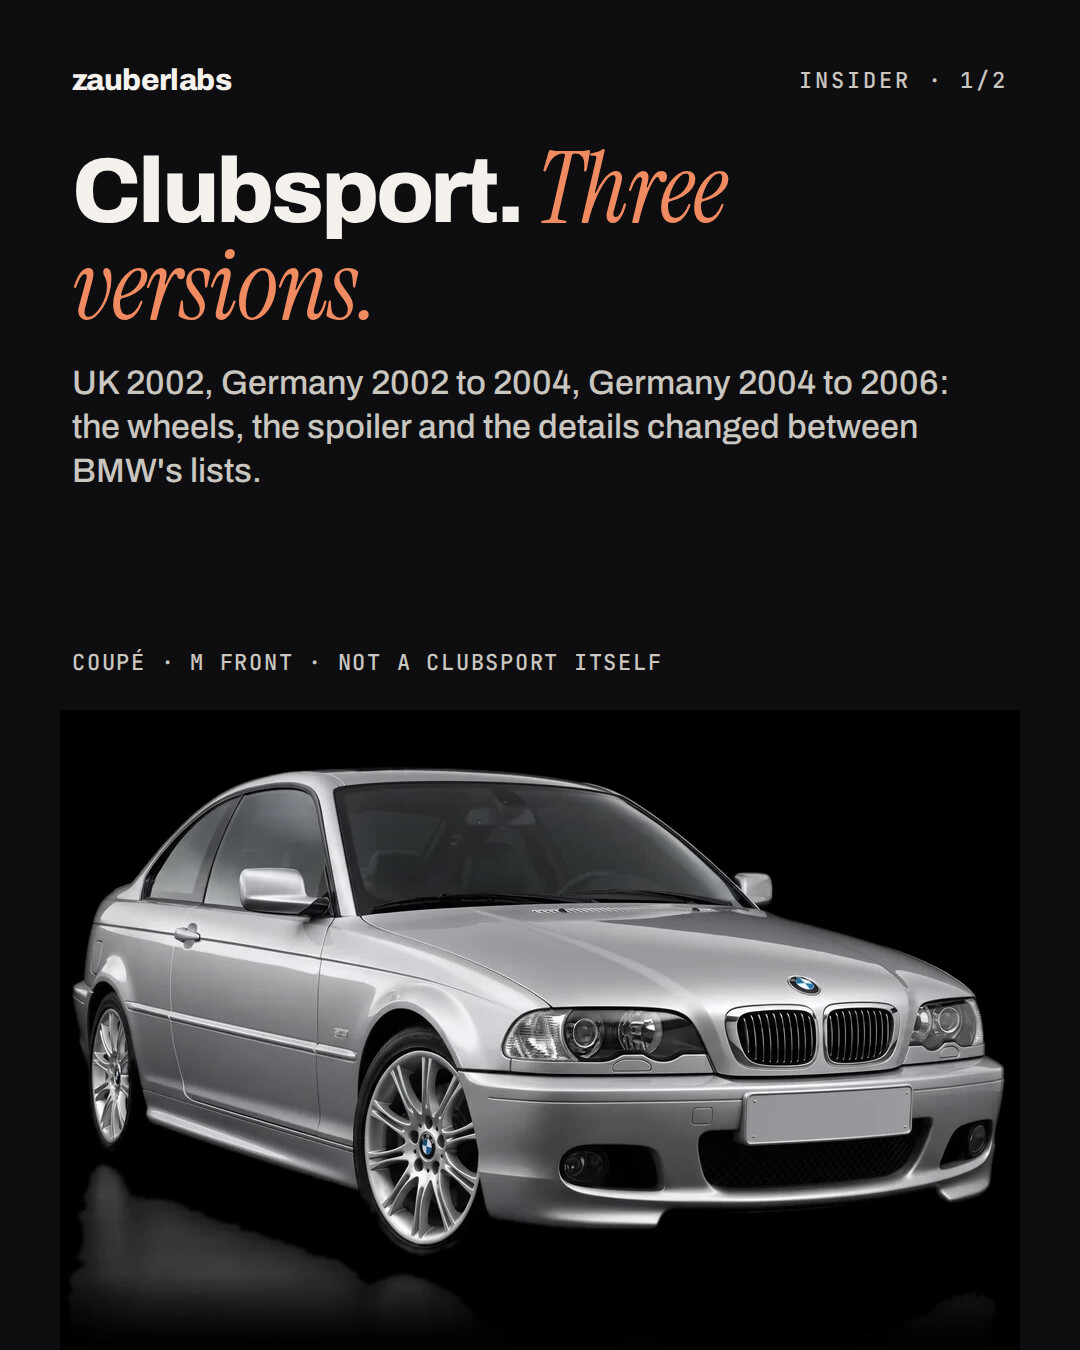 zauberlabs
INSIDER · 1/2
Clubsport. Three
versions.
UK 2002, Germany 2002 to 2004, Germany 2004 to 2006:
the wheels, the spoiler and the details changed between
BMW's lists.
COUPÉ · M FRONT · NOT A CLUBSPORT ITSELF